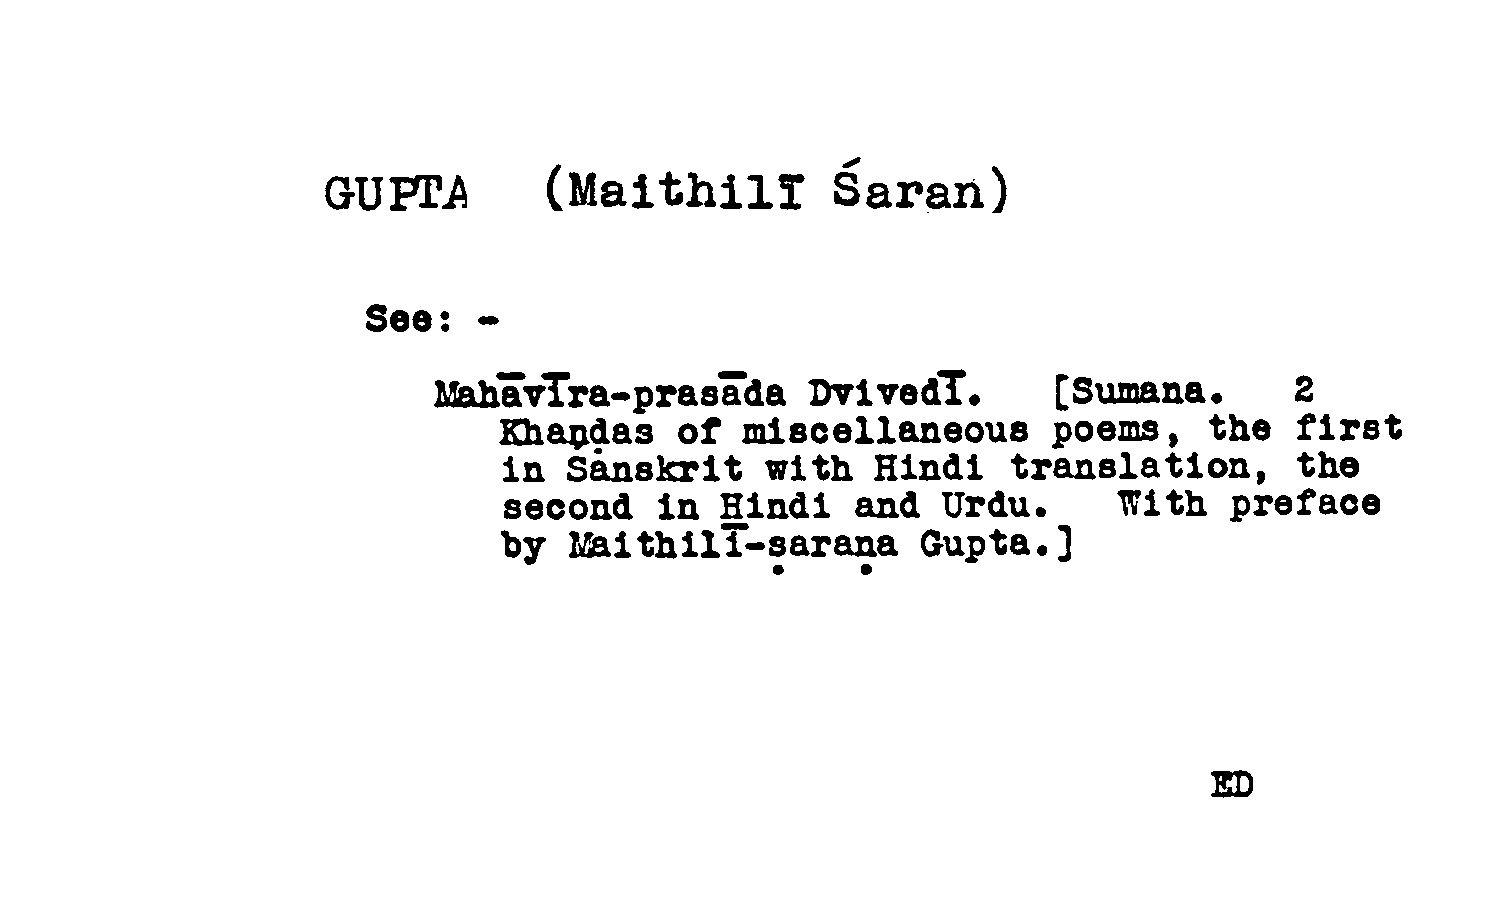 GUPTA (Maithilī Śaran)
See: -
Mahāvīra-prasāda Dvivedī. [Sumana. 2
Khaṇḍas of miscellaneous poems, the first
in Sanskrit with Hindi translation, the
second in Hindi and Urdu. With preface
by Maithilī-ṣaraṇa Gupta.]
ED